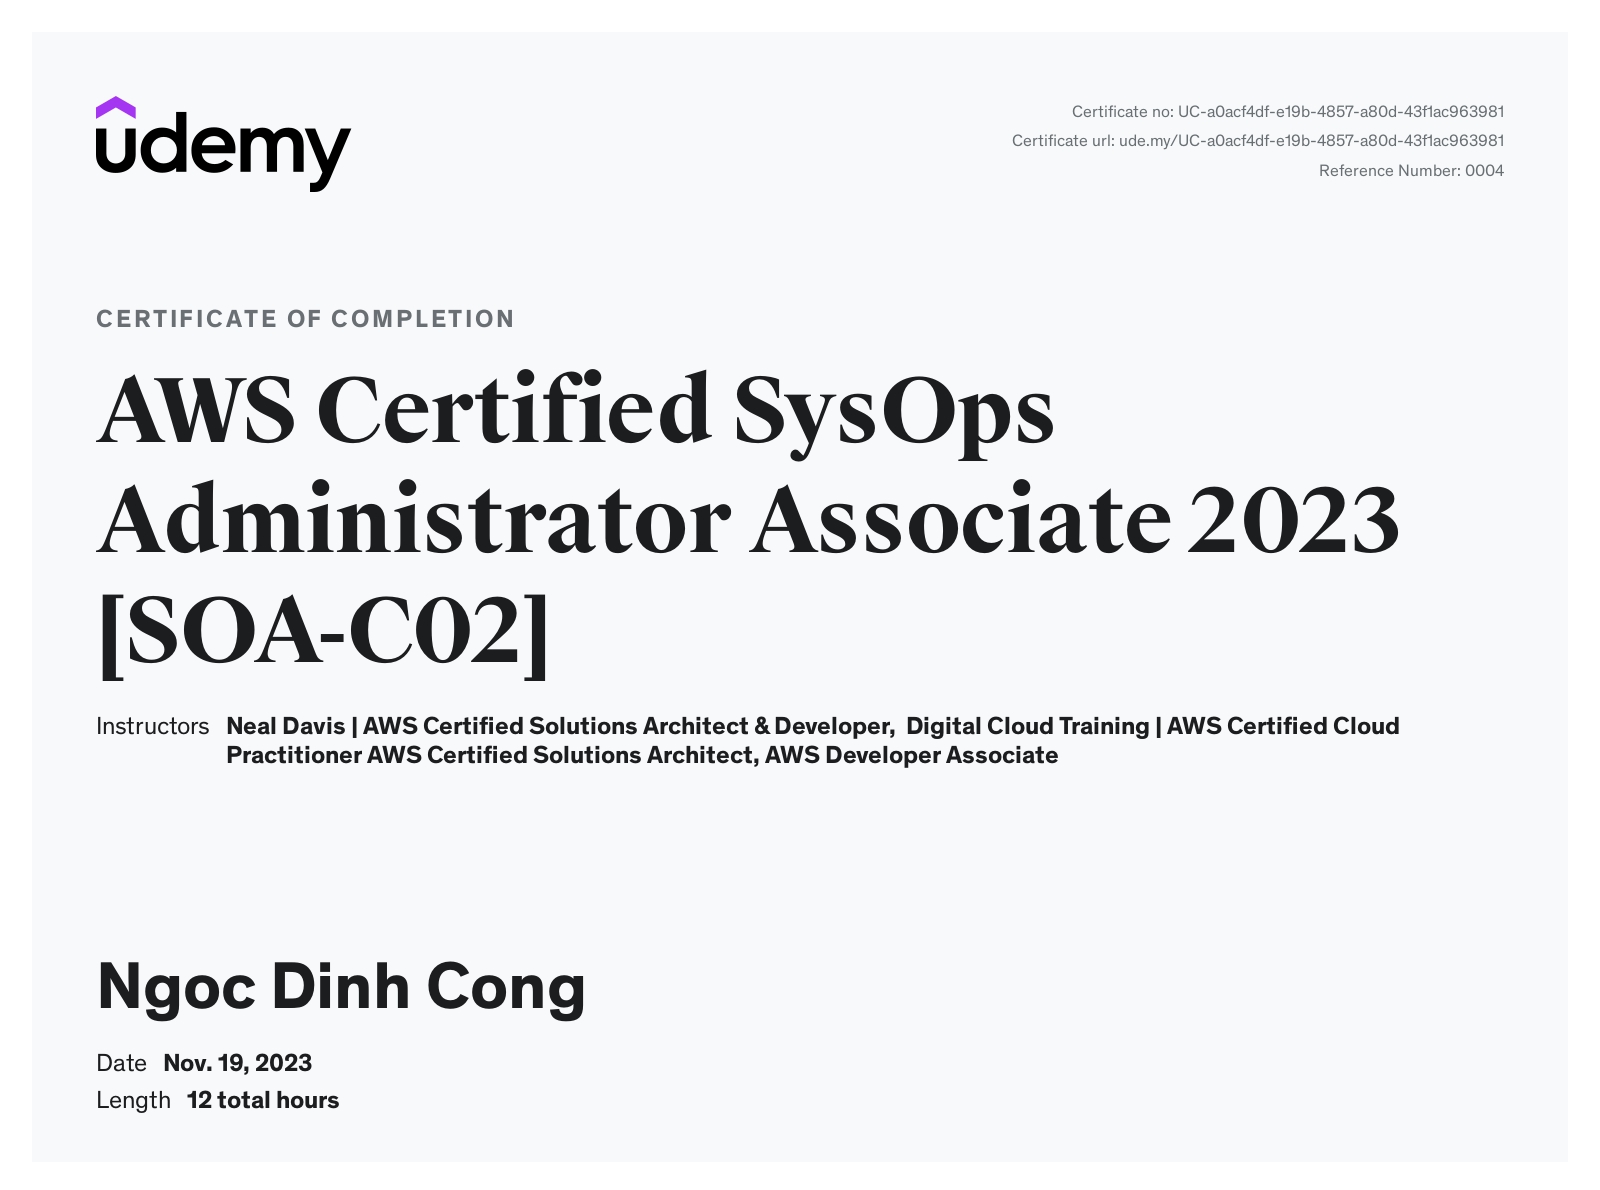 udemy
Certificate no: UC-a0acf4df-e19b-4857-a80d-43f1ac963981
Certificate url: ude.my/UC-a0acf4df-e19b-4857-a80d-43f1ac963981
Reference Number: 0004
CERTIFICATE OF COMPLETION
AWS Certified SysOps
Administrator Associate 2023
[SOA-C02]
Instructors Neal Davis | AWS Certified Solutions Architect & Developer, Digital Cloud Training | AWS Certified Cloud
Practitioner AWS Certified Solutions Architect, AWS Developer Associate
Ngoc Dinh Cong
Date Nov. 19, 2023
Length 12 total hours